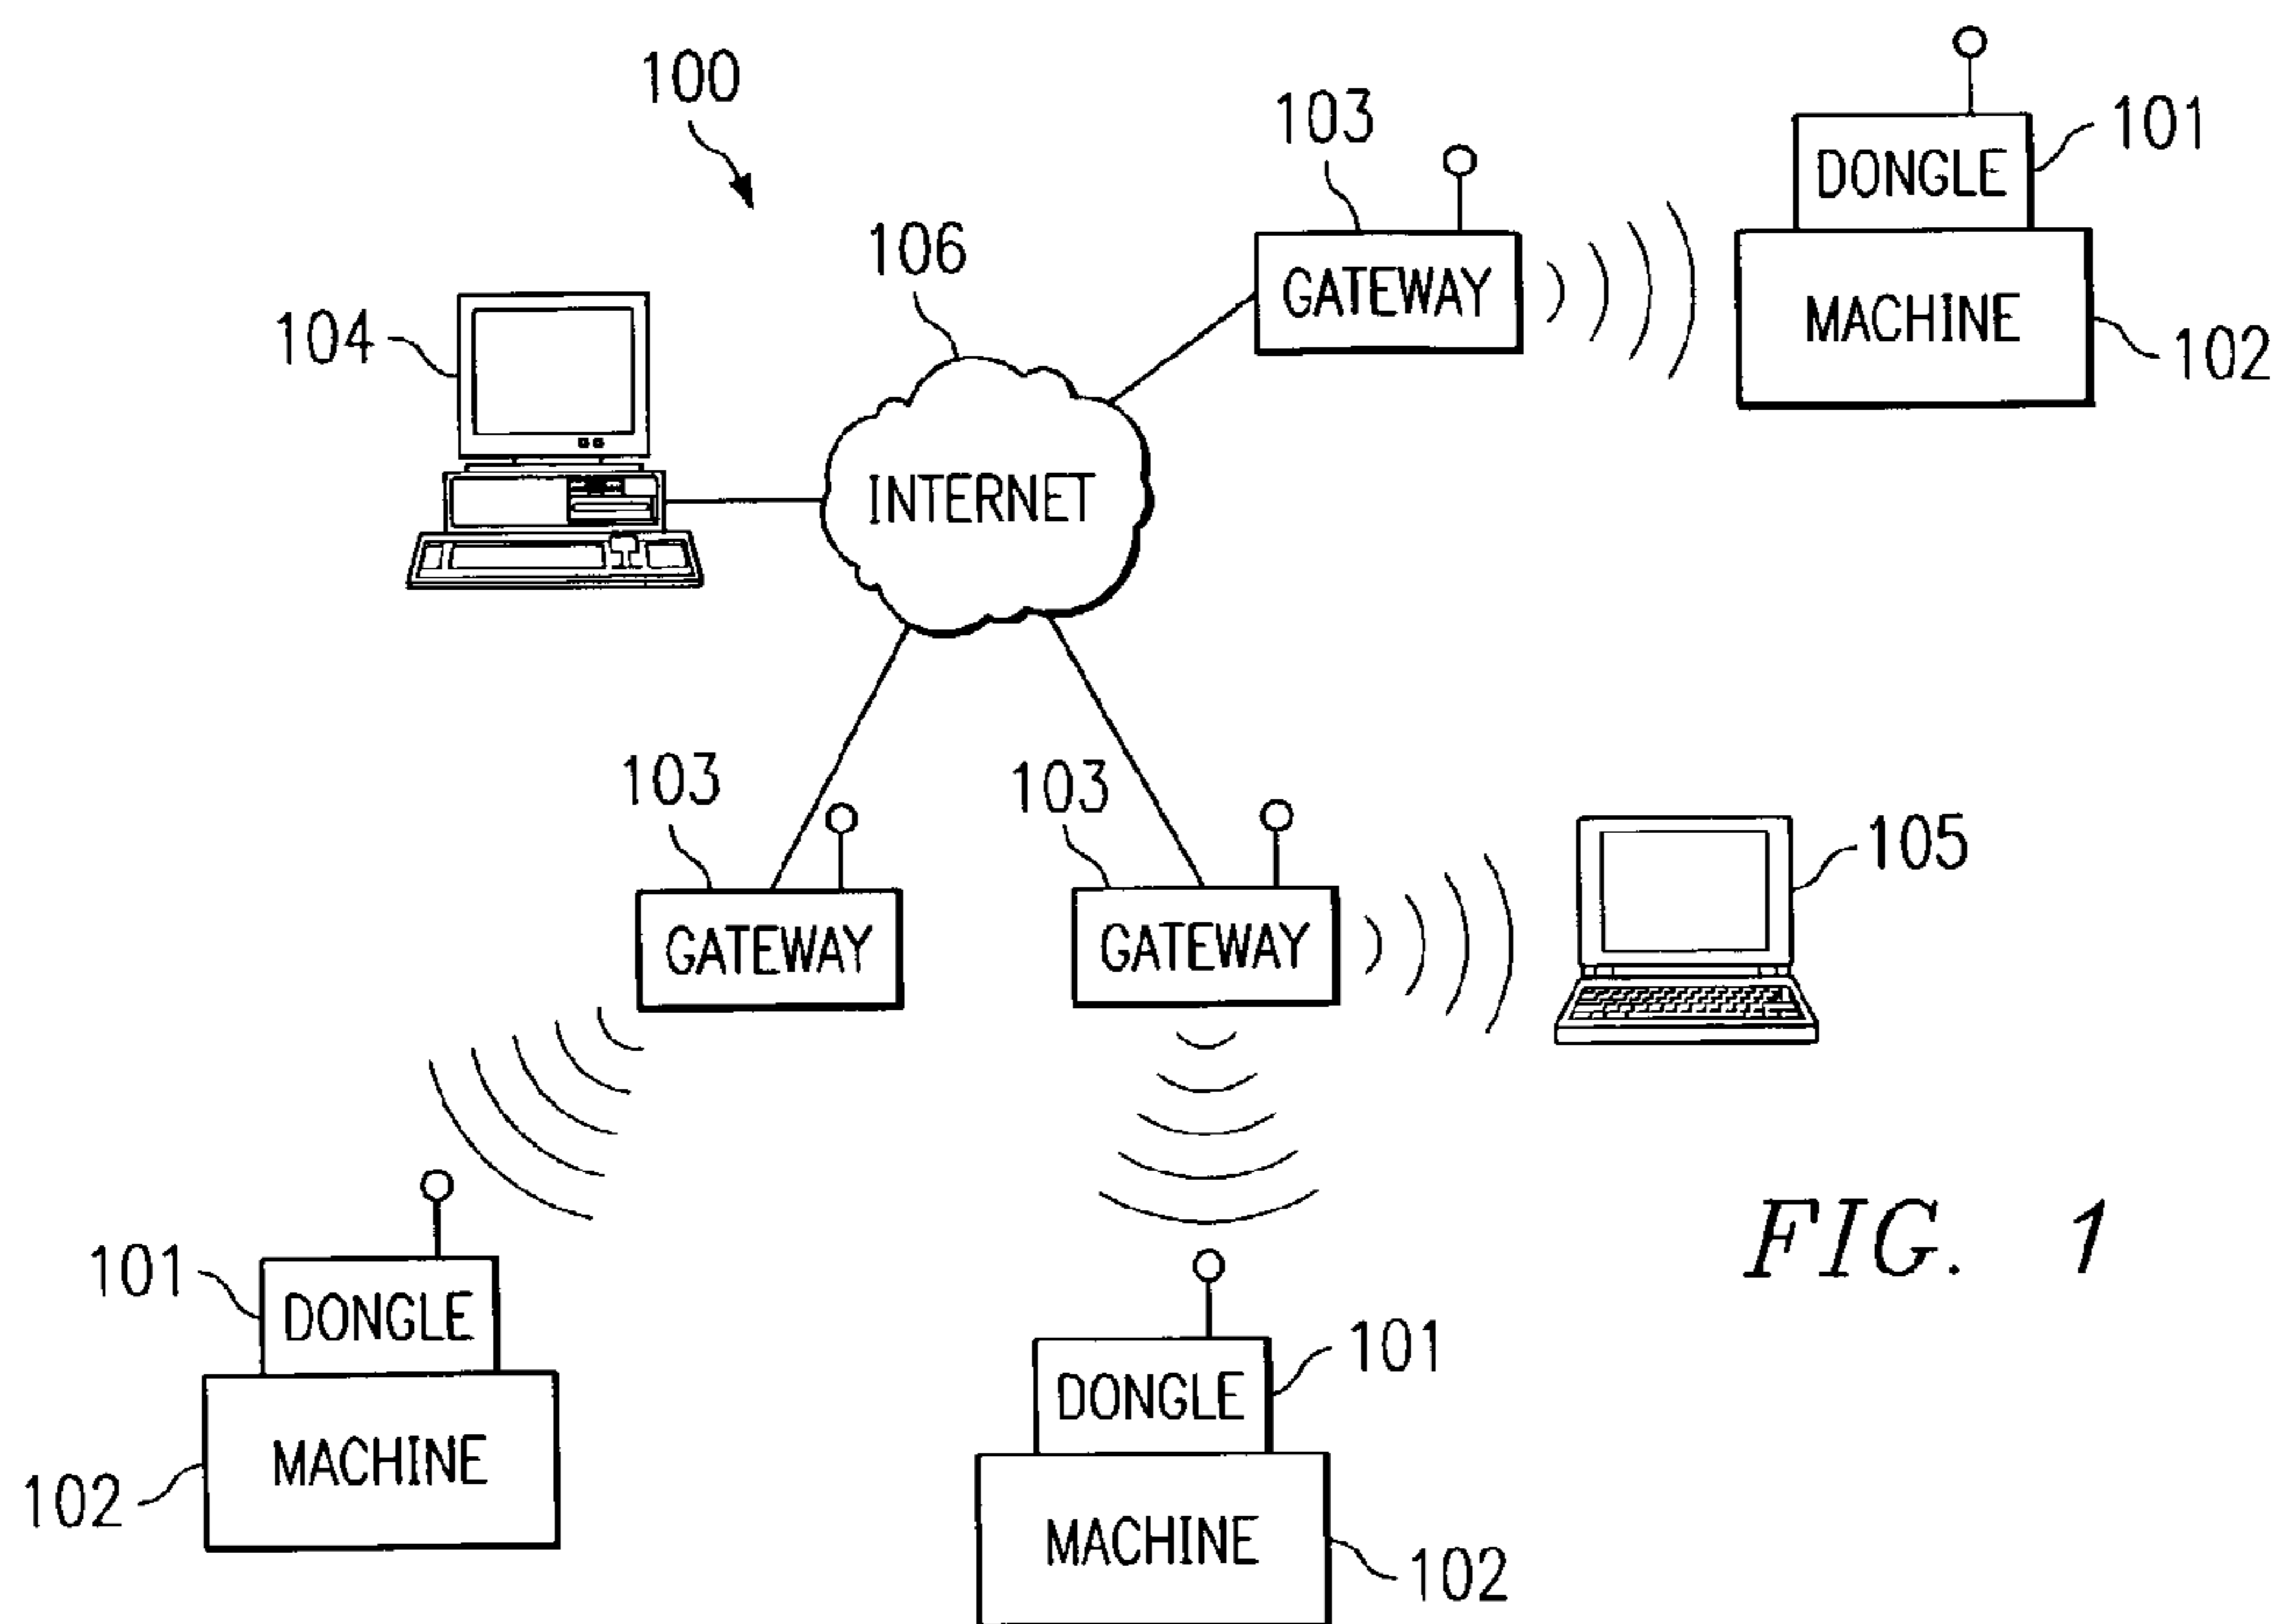 100
103
101
DONGLE
106
GATEWAY
104
MACHINE
102
INTERNET
103
103
105
GATEWAY
GATEWAY
FIG. 1
101
DONGLE
101
DONGLE
MACHINE
102
MACHINE
102